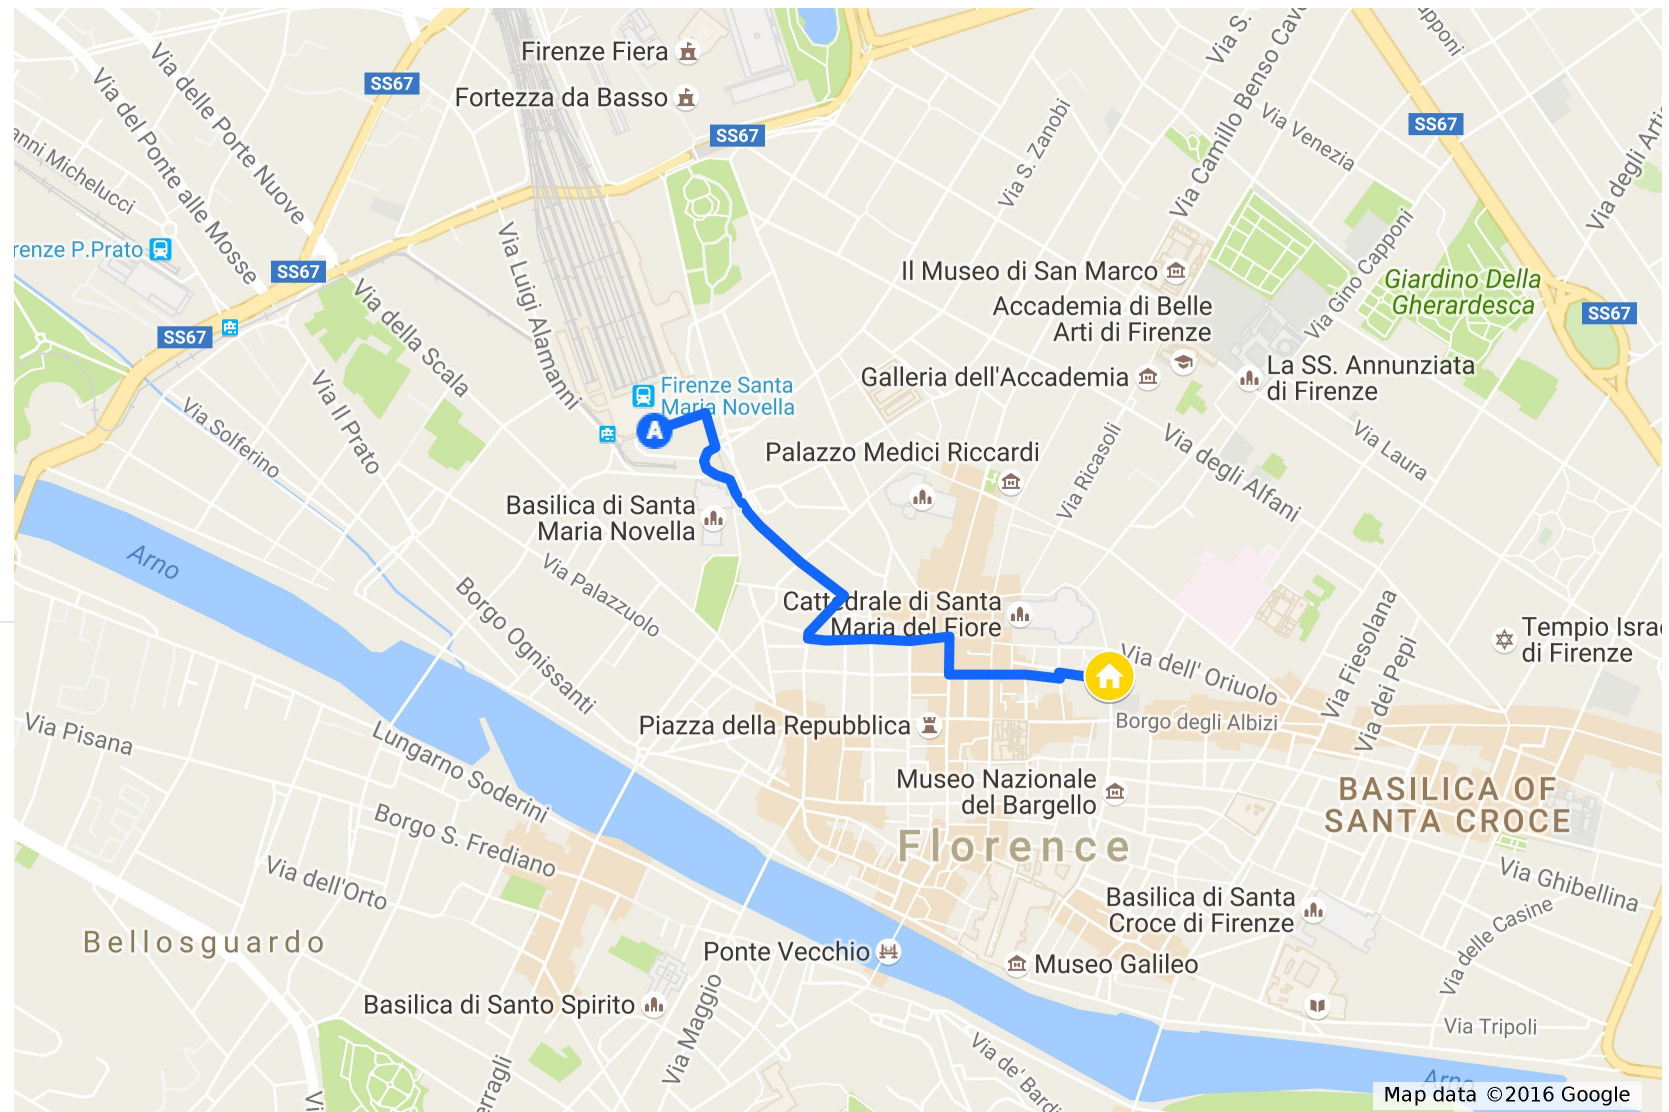 Firenze Fiera
Fortezza da Basso
SS67
SS67
SS67
Via delle Porte Nuove
Via del Ponte alle Mosse
anni Michelucci
renze P.Prato
SS67
SS67
Via S.
Via Camillo Benso Cavo
pponi
Via Venezia
SS67
Via degli Artis
Via S. Zanobi
Via Gino Capponi
Via Luigi Alamanni
Via della Scala
Il Museo di San Marco
Accademia di Belle
Arti di Firenze
Giardino Della
Gherardesca
Galleria dell'Accademia
La SS. Annunziata
di Firenze
Firenze Santa
Maria Novella
A
Via Solferino
Via Il Prato
Palazzo Medici Riccardi
Via Ricasoli
Via degli Alfani
Via Laura
Basilica di Santa
Maria Novella
Arno
Via Palazzuolo
Borgo Ognissanti
Cattedrale di Santa
Maria del Fiore
Via dell' Oriuolo
Via Fiesolana
Via dei Pepi
Tempio Israe
di Firenze
Via Pisana
Lungarno Soderini
Piazza della Repubblica
Borgo degli Albizi
Museo Nazionale
del Bargello
BASILICA OF
SANTA CROCE
Borgo S. Frediano
Florence
Via dell'Orto
Via Ghibellina
Via delle Casine
Basilica di Santa
Croce di Firenze
Bellosguardo
Ponte Vecchio
Museo Galileo
Basilica di Santo Spirito
Via Maggio
Via Tripoli
erragli
Via de' Bardi
Vi
Arno
Map data ©2016 Google